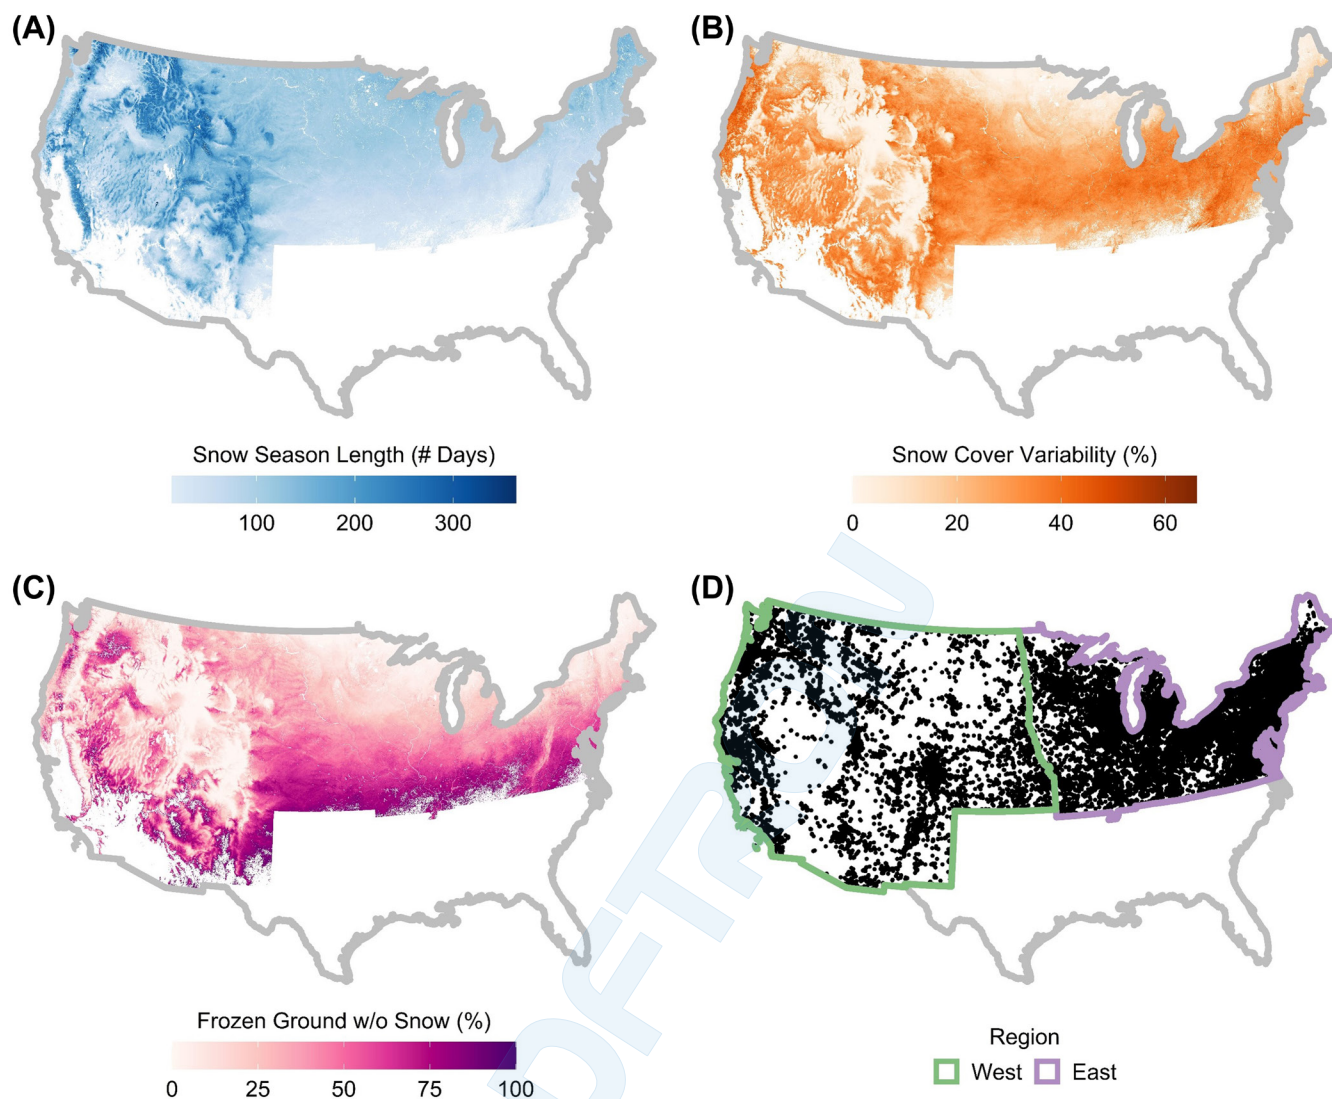 (A)
(B)
Snow Season Length (# Days)
100 200 300
Snow Cover Variability (%)
0 20 40 60
(C)
(D)
Frozen Ground w/o Snow (%)
0 25 50 75 100
Region
West East
PDFTRON